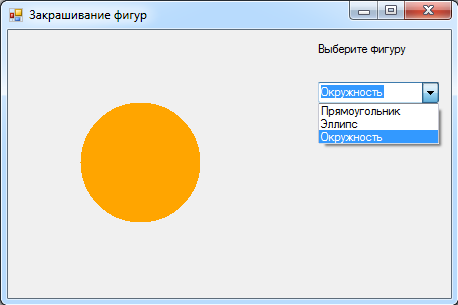 Закрашивание фигур
Выберите фигуру
Окружность
Прямоугольник
Эллипс
Окружность